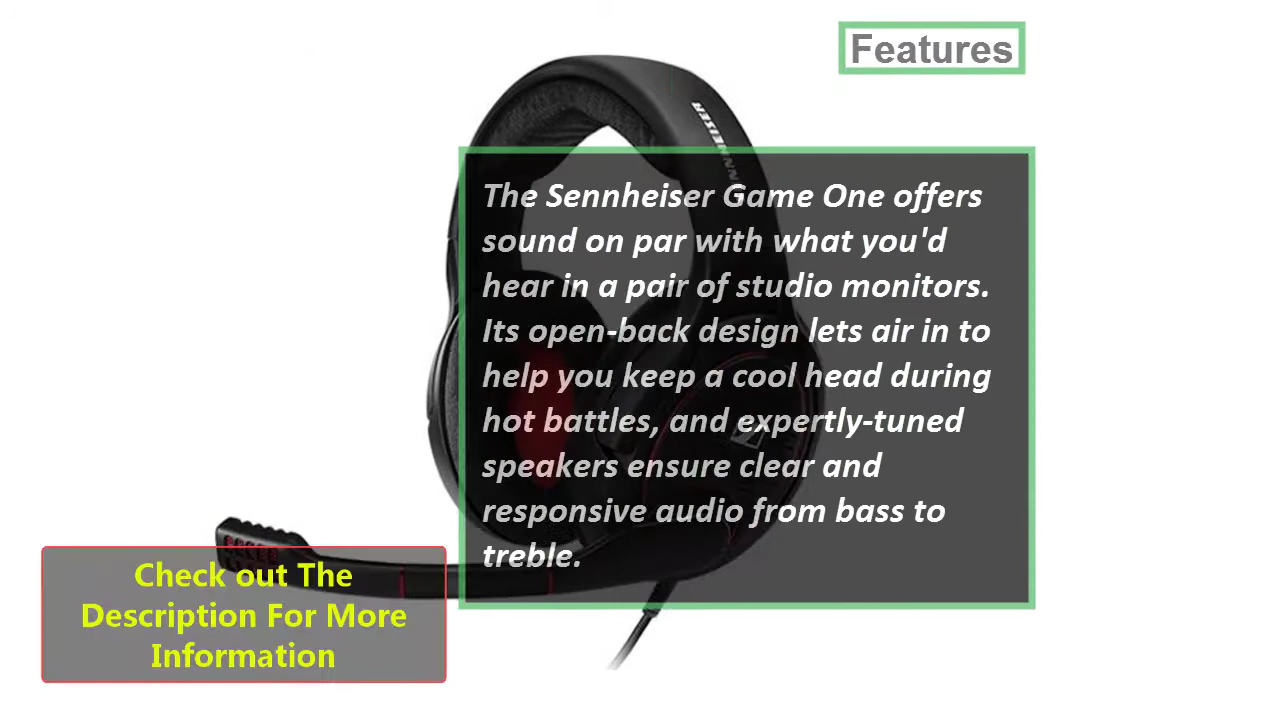 Features
SENNHEISER
The Sennheiser Game One offers
sound on par with what you'd
hear in a pair of studio monitors.
Its open-back design lets air in to
help you keep a cool head during
hot battles, and expertly-tuned
speakers ensure clear and
responsive audio from bass to
treble.
Check out The
Description For More
Information